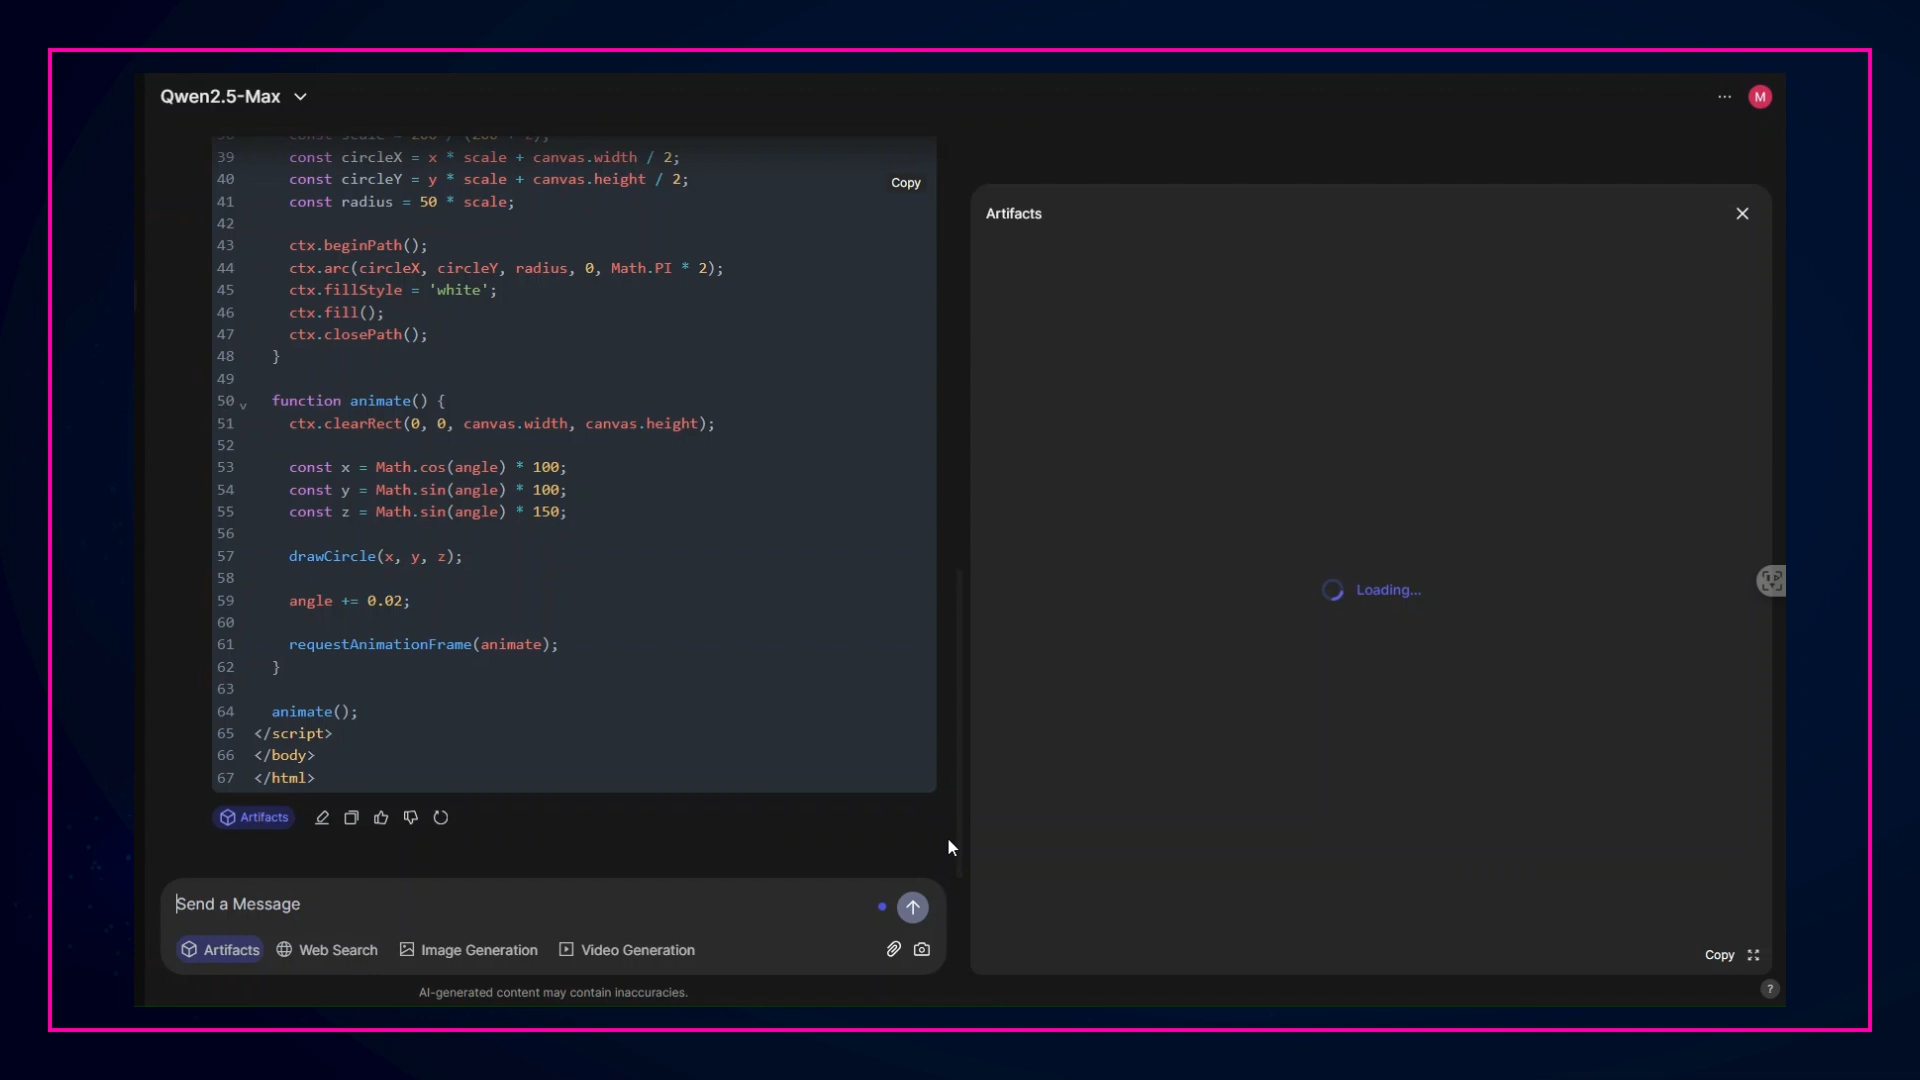 Qwen2.5-Max
M
38 const scale = 200 / (200 + z);
39 const circleX = x * scale + canvas.width / 2;
40 const circleY = y * scale + canvas.height / 2;
Copy
41 const radius = 50 * scale;
42
43 ctx.beginPath();
44 ctx.arc(circleX, circleY, radius, 0, Math.PI * 2);
45 ctx.fillStyle = 'white';
46 ctx.fill();
47 ctx.closePath();
48 }
49
50 function animate() {
51 ctx.clearRect(0, 0, canvas.width, canvas.height);
52
53 const x = Math.cos(angle) * 100;
54 const y = Math.sin(angle) * 100;
55 const z = Math.sin(angle) * 150;
56
57 drawCircle(x, y, z);
58
59 angle += 0.02;
60
61 requestAnimationFrame(animate);
62 }
63
64 animate();
65 </script>
66 </body>
67 </html>
Artifacts
Send a Message
Artifacts Web Search Image Generation Video Generation
AI-generated content may contain inaccuracies.
Artifacts
Loading...
Copy
?